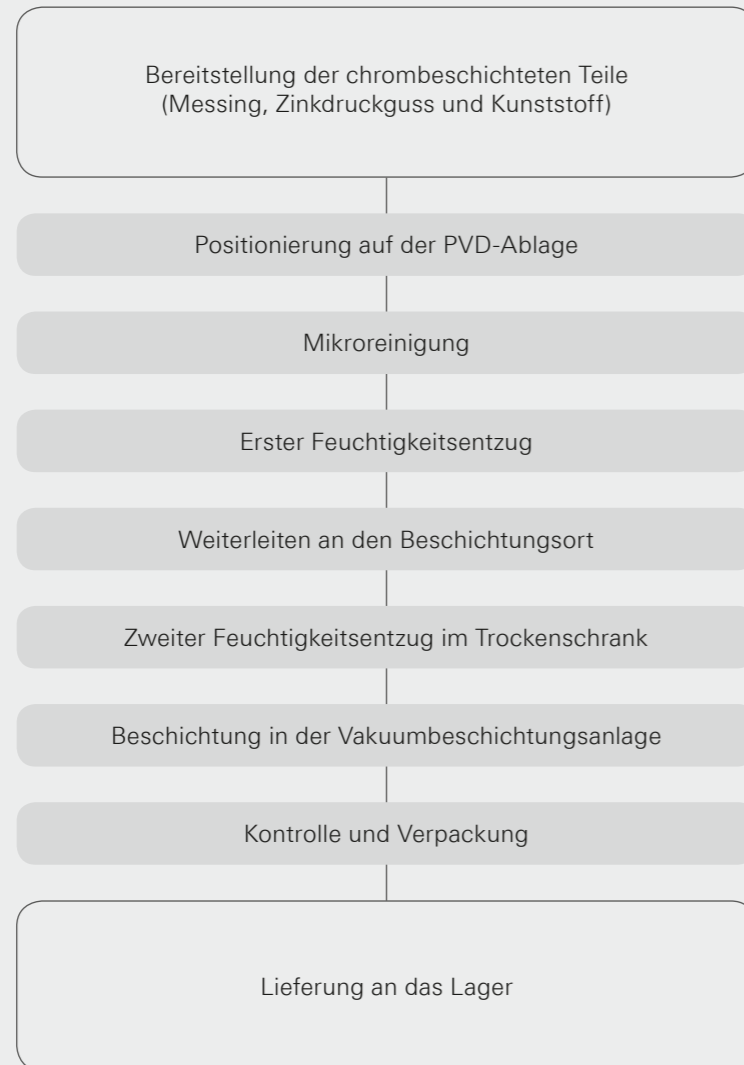 Bereitstellung der chrombeschichteten Teile
(Messing, Zinkdruckguss und Kunststoff)
Positionierung auf der PVD-Ablage
Mikroreinigung
Erster Feuchtigkeitsentzug
Weiterleiten an den Beschichtungsort
Zweiter Feuchtigkeitsentzug im Trockenschrank
Beschichtung in der Vakuumbeschichtungsanlage
Kontrolle und Verpackung
Lieferung an das Lager